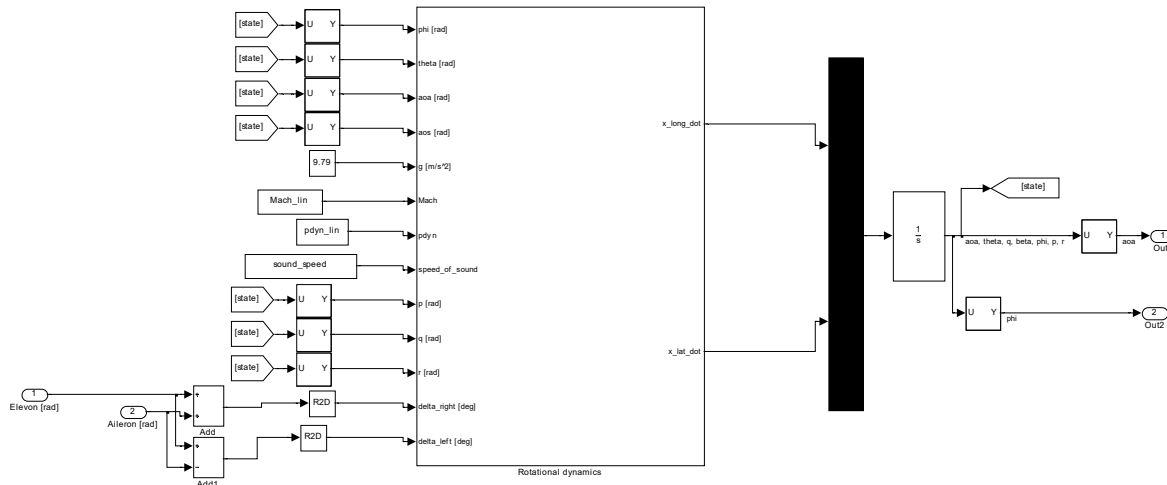 [state] U Y phi [rad]
[state] U Y theta [rad]
[state] U Y aoa [rad]
[state] U Y aos [rad]
9.79 g [m/s^2]
Mach_lin Mach
pdyn_lin pdyn
sound_speed speed_of_sound
[state] U Y p [rad]
[state] U Y q [rad]
[state] U Y r [rad]
1
Elevon [rad]
2
Aileron [rad]
+
+
Add
R2D delta_right [deg]
+
−
Add1
R2D delta_left [deg]
x_long_dot
x_lat_dot
Rotational dynamics
1
s
[state]
aoa, theta, q, beta, phi, p, r
U Y aoa
1
Out
U Y phi
2
Out2